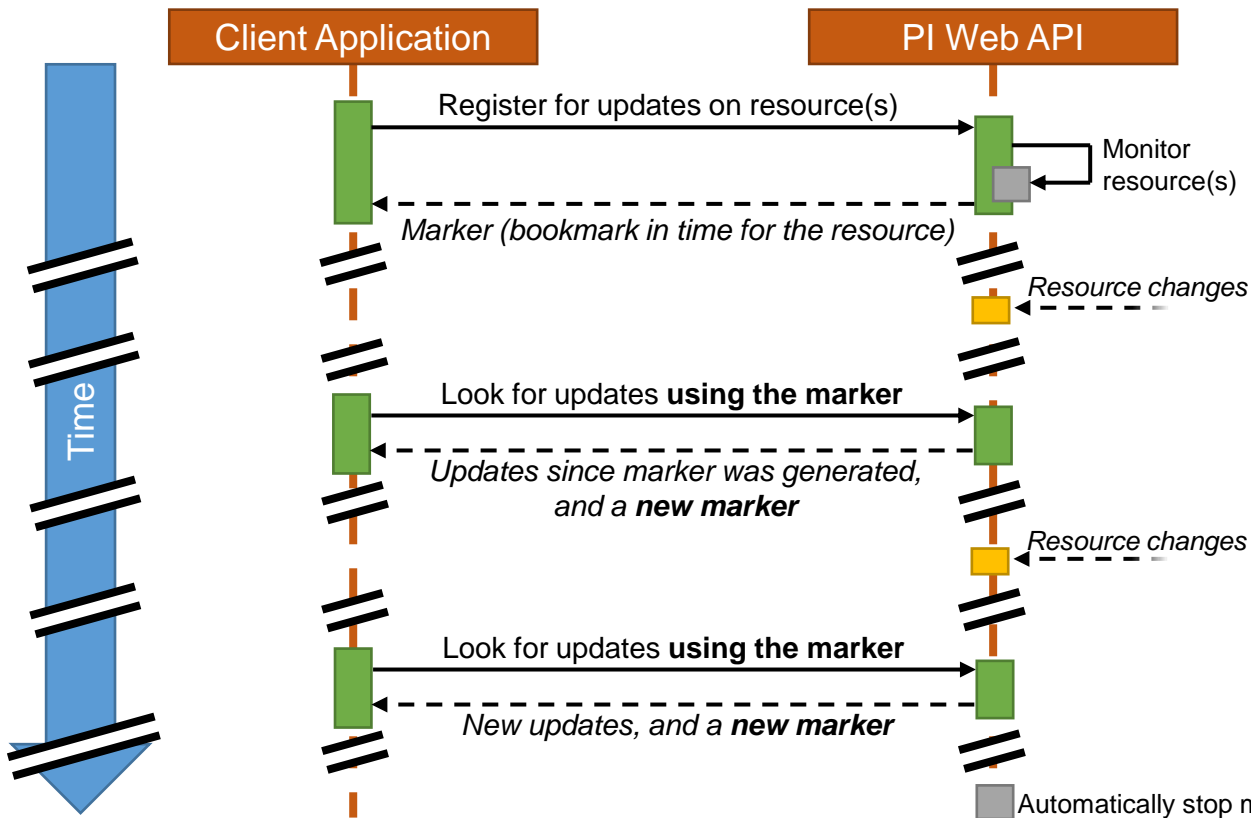 Client Application
PI Web API
Register for updates on resource(s)
Monitor
resource(s)
Marker (bookmark in time for the resource)
Resource changes
Time
Look for updates using the marker
Updates since marker was generated,
and a new marker
Resource changes
Look for updates using the marker
New updates, and a new marker
Automatically stop